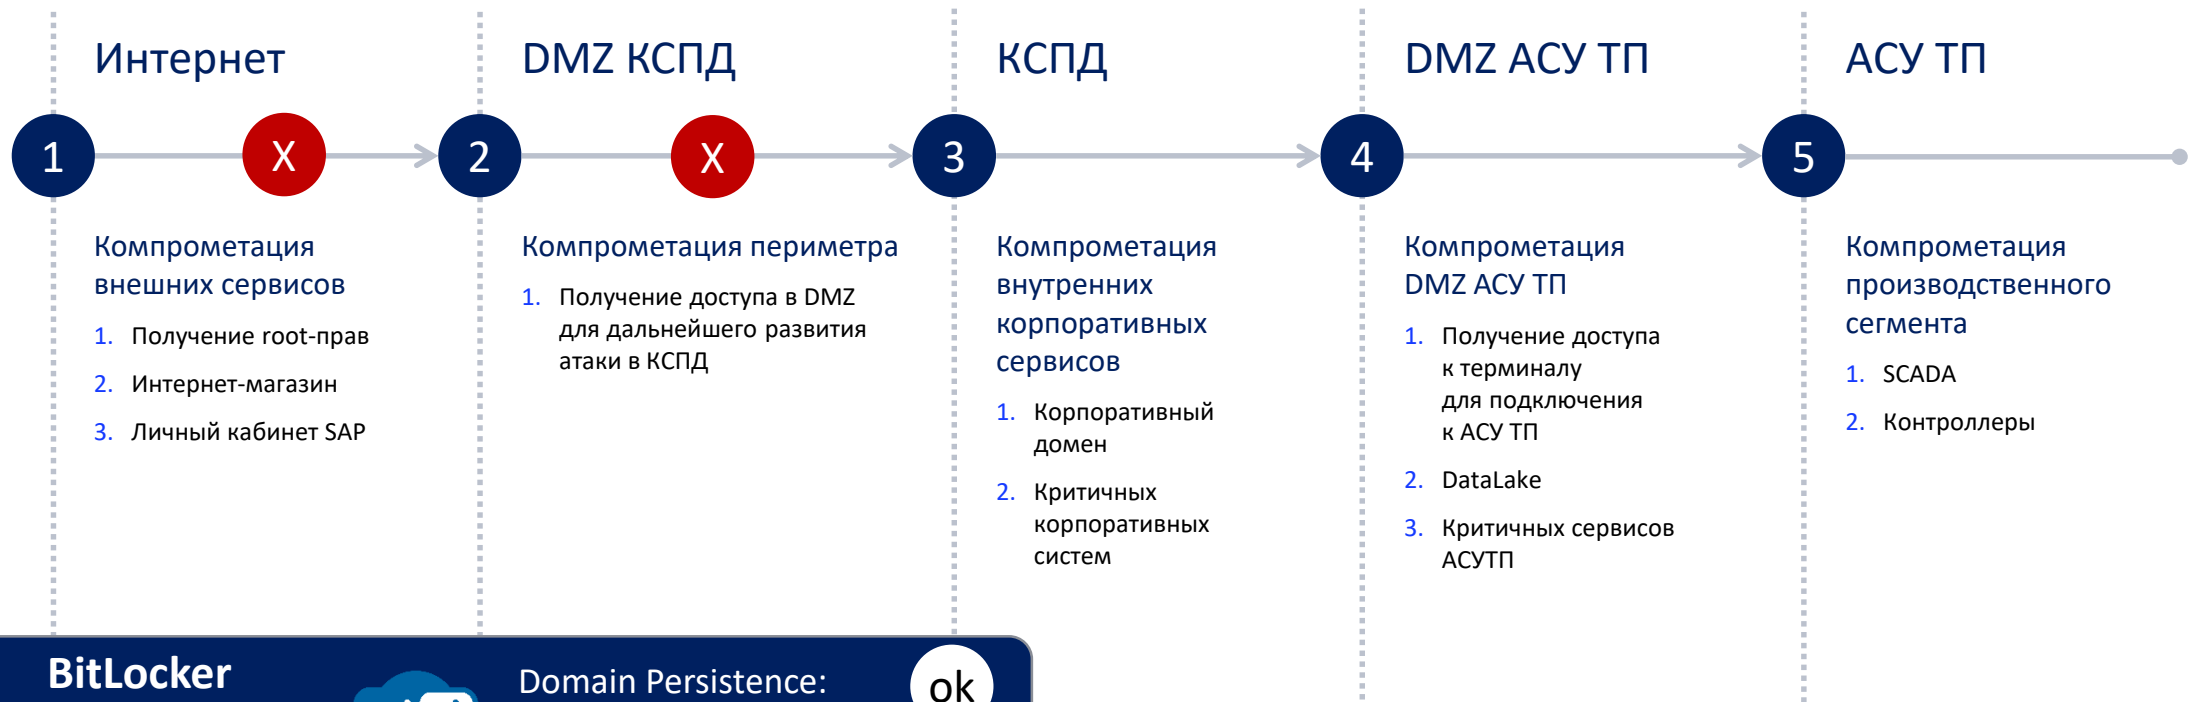 Интернет
DMZ КСПД
КСПД
DMZ АСУ ТП
АСУ ТП
1
X
2
X
3
4
5
Компрометация
внешних сервисов
1. Получение root-прав
2. Интернет-магазин
3. Личный кабинет SAP
Компрометация периметра
1. Получение доступа в DMZ
для дальнейшего развития
атаки в КСПД
Компрометация
внутренних
корпоративных
сервисов
1. Корпоративный
домен
2. Критичных
корпоративных
систем
Компрометация
DMZ АСУ ТП
1. Получение доступа
к терминалу
для подключения
к АСУ ТП
2. DataLake
3. Критичных сервисов
АСУТП
Компрометация
производственного
сегмента
1. SCADA
2. Контроллеры
BitLocker
Domain Persistence:
ok